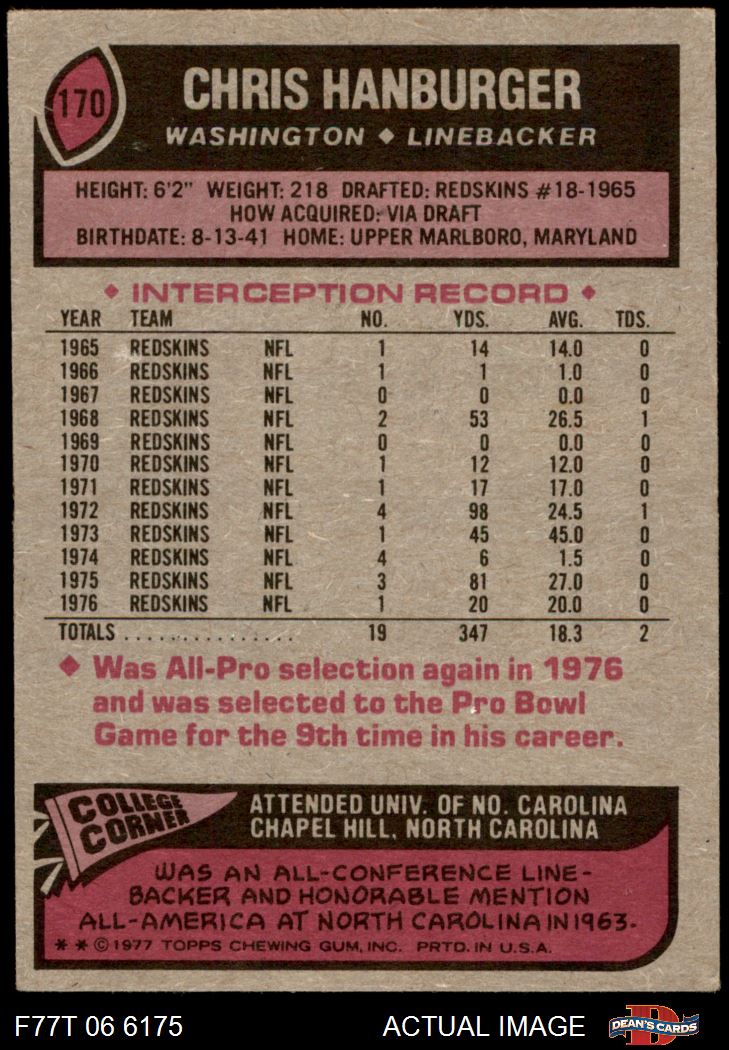 170
CHRIS HANBURGER
WASHINGTON ◆ LINEBACKER
HEIGHT: 6'2" WEIGHT: 218 DRAFTED: REDSKINS #18-1965
HOW ACQUIRED: VIA DRAFT
BIRTHDATE: 8-13-41 HOME: UPPER MARLBORO, MARYLAND
◆ INTERCEPTION RECORD ◆
YEAR TEAM NO. YDS. AVG. TDS.
1965 REDSKINS NFL 1 14 14.0 0
1966 REDSKINS NFL 1 1 1.0 0
1967 REDSKINS NFL 0 0 0.0 0
1968 REDSKINS NFL 2 53 26.5 1
1969 REDSKINS NFL 0 0 0.0 0
1970 REDSKINS NFL 1 12 12.0 0
1971 REDSKINS NFL 1 17 17.0 0
1972 REDSKINS NFL 4 98 24.5 1
1973 REDSKINS NFL 1 45 45.0 0
1974 REDSKINS NFL 4 6 1.5 0
1975 REDSKINS NFL 3 81 27.0 0
1976 REDSKINS NFL 1 20 20.0 0
TOTALS ............... 19 347 18.3 2
◆ Was All-Pro selection again in 1976
and was selected to the Pro Bowl
Game for the 9th time in his career.
COLLEGE
CORNER
ATTENDED UNIV. OF NO. CAROLINA
CHAPEL HILL, NORTH CAROLINA
WAS AN ALL-CONFERENCE LINE-
BACKER AND HONORABLE MENTION
ALL-AMERICA AT NORTH CAROLINA IN 1963.
* * © 1977 TOPPS CHEWING GUM, INC. PRTD. IN U.S.A.
F77T 06 6175 ACTUAL IMAGE DEAN'S CARDS